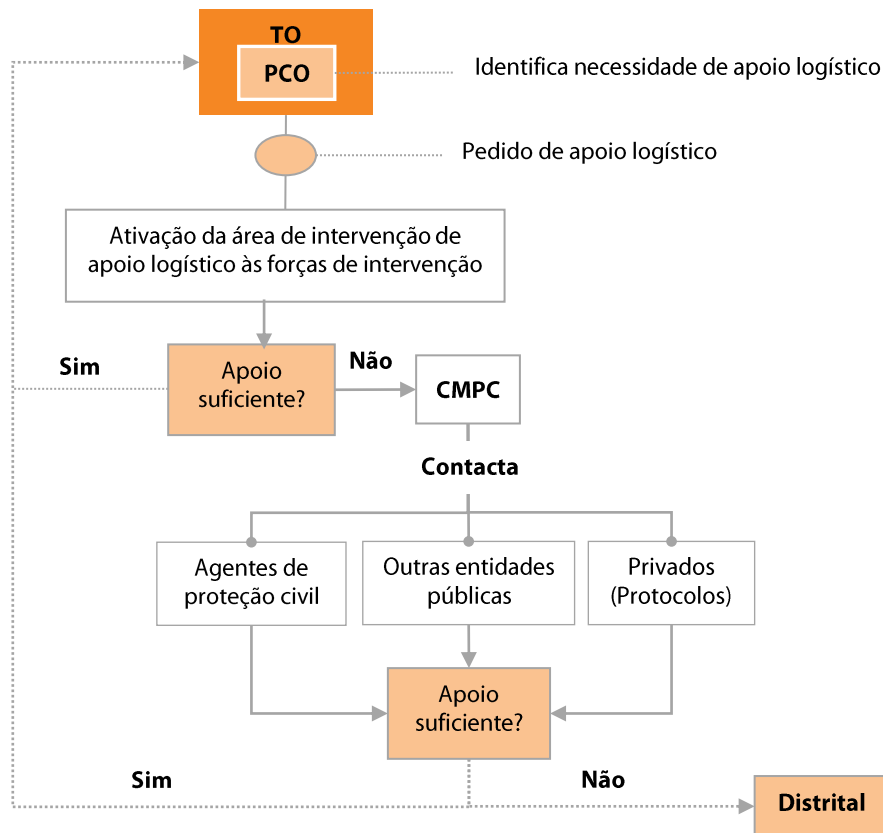 TO
PCO
Identifica necessidade de apoio logístico
Pedido de apoio logístico
Ativação da área de intervenção de
apoio logístico às forças de intervenção
Sim
Apoio
suficiente?
Não
CMPC
Contacta
Agentes de
proteção civil
Outras entidades
públicas
Privados
(Protocolos)
Apoio
suficiente?
Sim
Não
Distrital